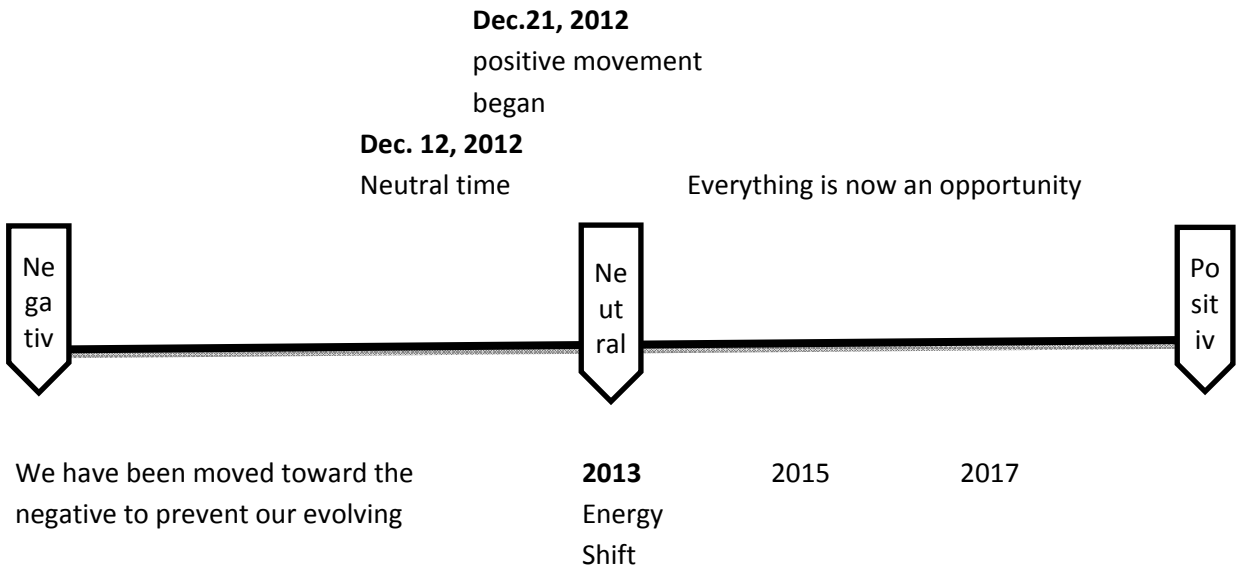 Dec.21, 2012
positive movement
began
Dec. 12, 2012
Neutral time
Everything is now an opportunity
Ne
ga
tiv
Ne
ut
ral
Po
sit
iv
We have been moved toward the
negative to prevent our evolving
2013
Energy
Shift
2015
2017